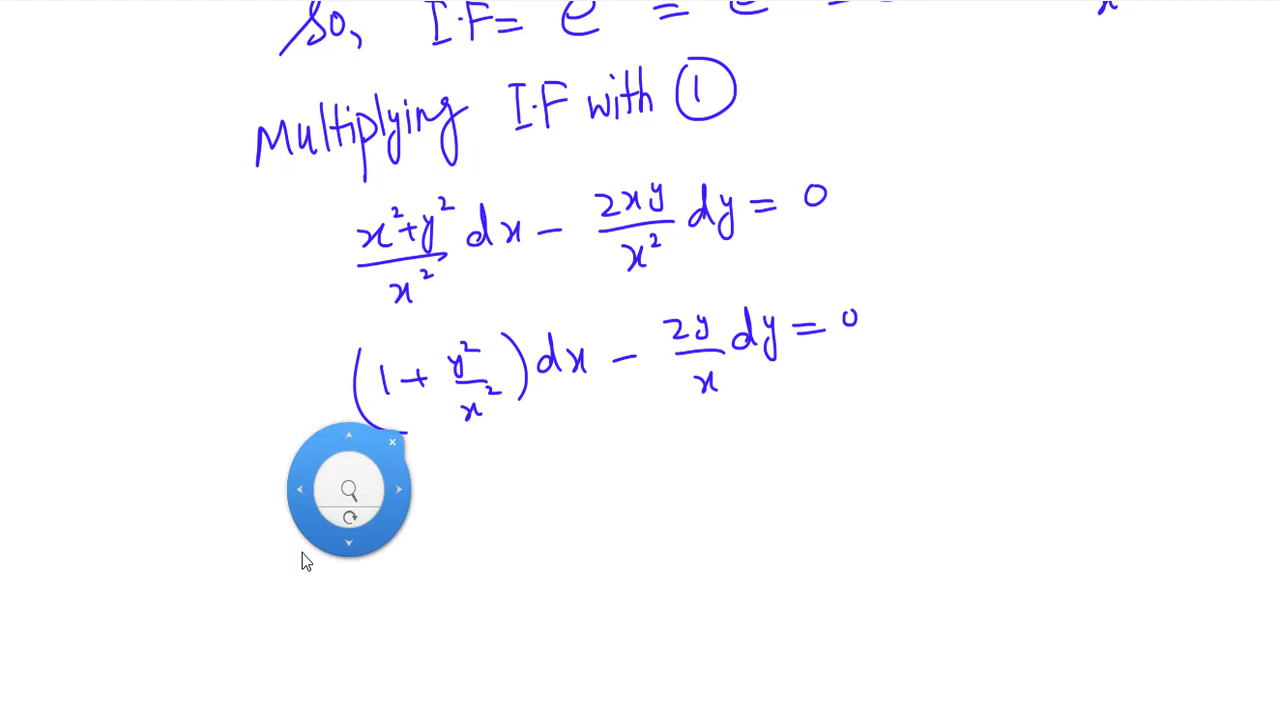 So, I.F = e = e =
Multiplying I.F with ①
x²+y²/x² dx − 2xy/x² dy = 0
(1 + y²/x²) dx − 2y/x dy = 0